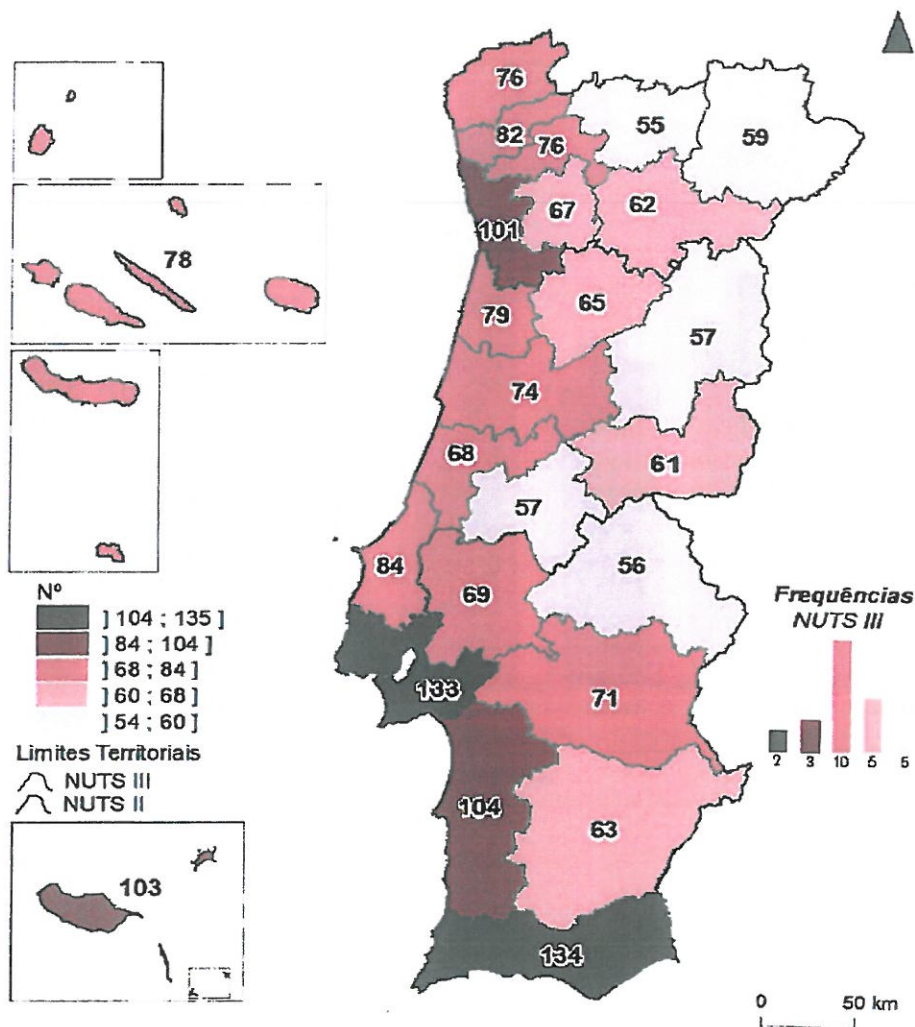 76
82
76
55
59
67
62
101
78
65
79
57
74
68
61
57
84
56
69
Nº
] 104 ; 135 ]
] 84 ; 104 ]
] 68 ; 84 ]
] 60 ; 68 ]
] 54 ; 60 ]
Limites Territoriais
NUTS III
NUTS II
133
71
Frequências
NUTS III
2 3 10 5 5
104
63
103
134
0 50 km